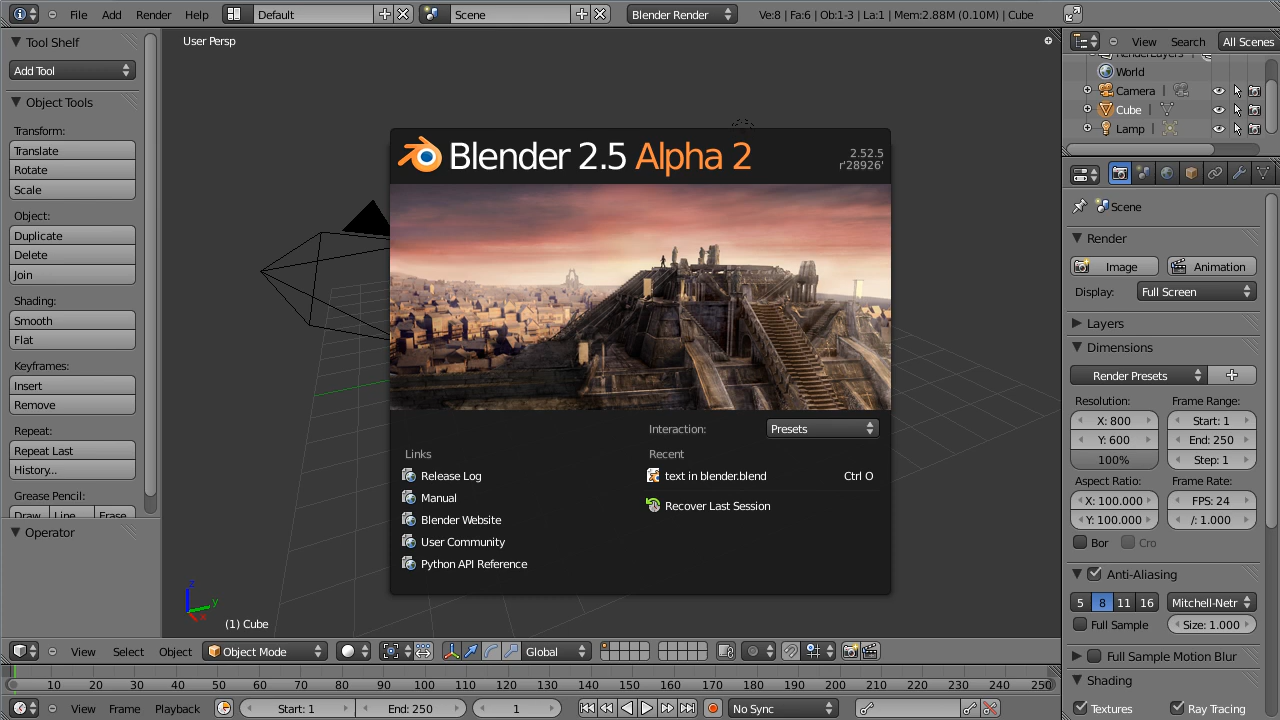 File Add Render Help Default Scene Blender Render Ve:8 | Fa:6 | Ob:1-3 | La:1 | Mem:2.88M (0.10M) | Cube
Tool Shelf
Add Tool
Object Tools
Transform:
Translate
Rotate
Scale
Object:
Duplicate
Delete
Join
Shading:
Smooth
Flat
Keyframes:
Insert
Remove
Repeat:
Repeat Last
History...
Grease Pencil:
Draw Line Erase
Operator
User Persp
Blender 2.5 Alpha 2
2.52.5
r'28926'
Interaction: Presets
Links
Release Log
Manual
Blender Website
User Community
Python API Reference
Recent
text in blender.blend Ctrl O
Recover Last Session
z
y
x
(1) Cube
View Search All Scenes
RenderLayers
World
Camera
Cube
Lamp
Scene
Render
Image Animation
Display: Full Screen
Layers
Dimensions
Render Presets
Resolution: Frame Range:
X: 800 Start: 1
Y: 600 End: 250
100% Step: 1
Aspect Ratio: Frame Rate:
X: 100.000 FPS: 24
Y: 100.000 /: 1.000
Bor Cro
Anti-Aliasing
5 8 11 16 Mitchell-Netr
Full Sample Size: 1.000
Full Sample Motion Blur
Shading
Textures Ray Tracing
View Select Object Object Mode Global
0 10 20 30 40 50 60 70 80 90 100 110 120 130 140 150 160 170 180 190 200 210 220 230 240 250
View Frame Playback Start: 1 End: 250 1 No Sync